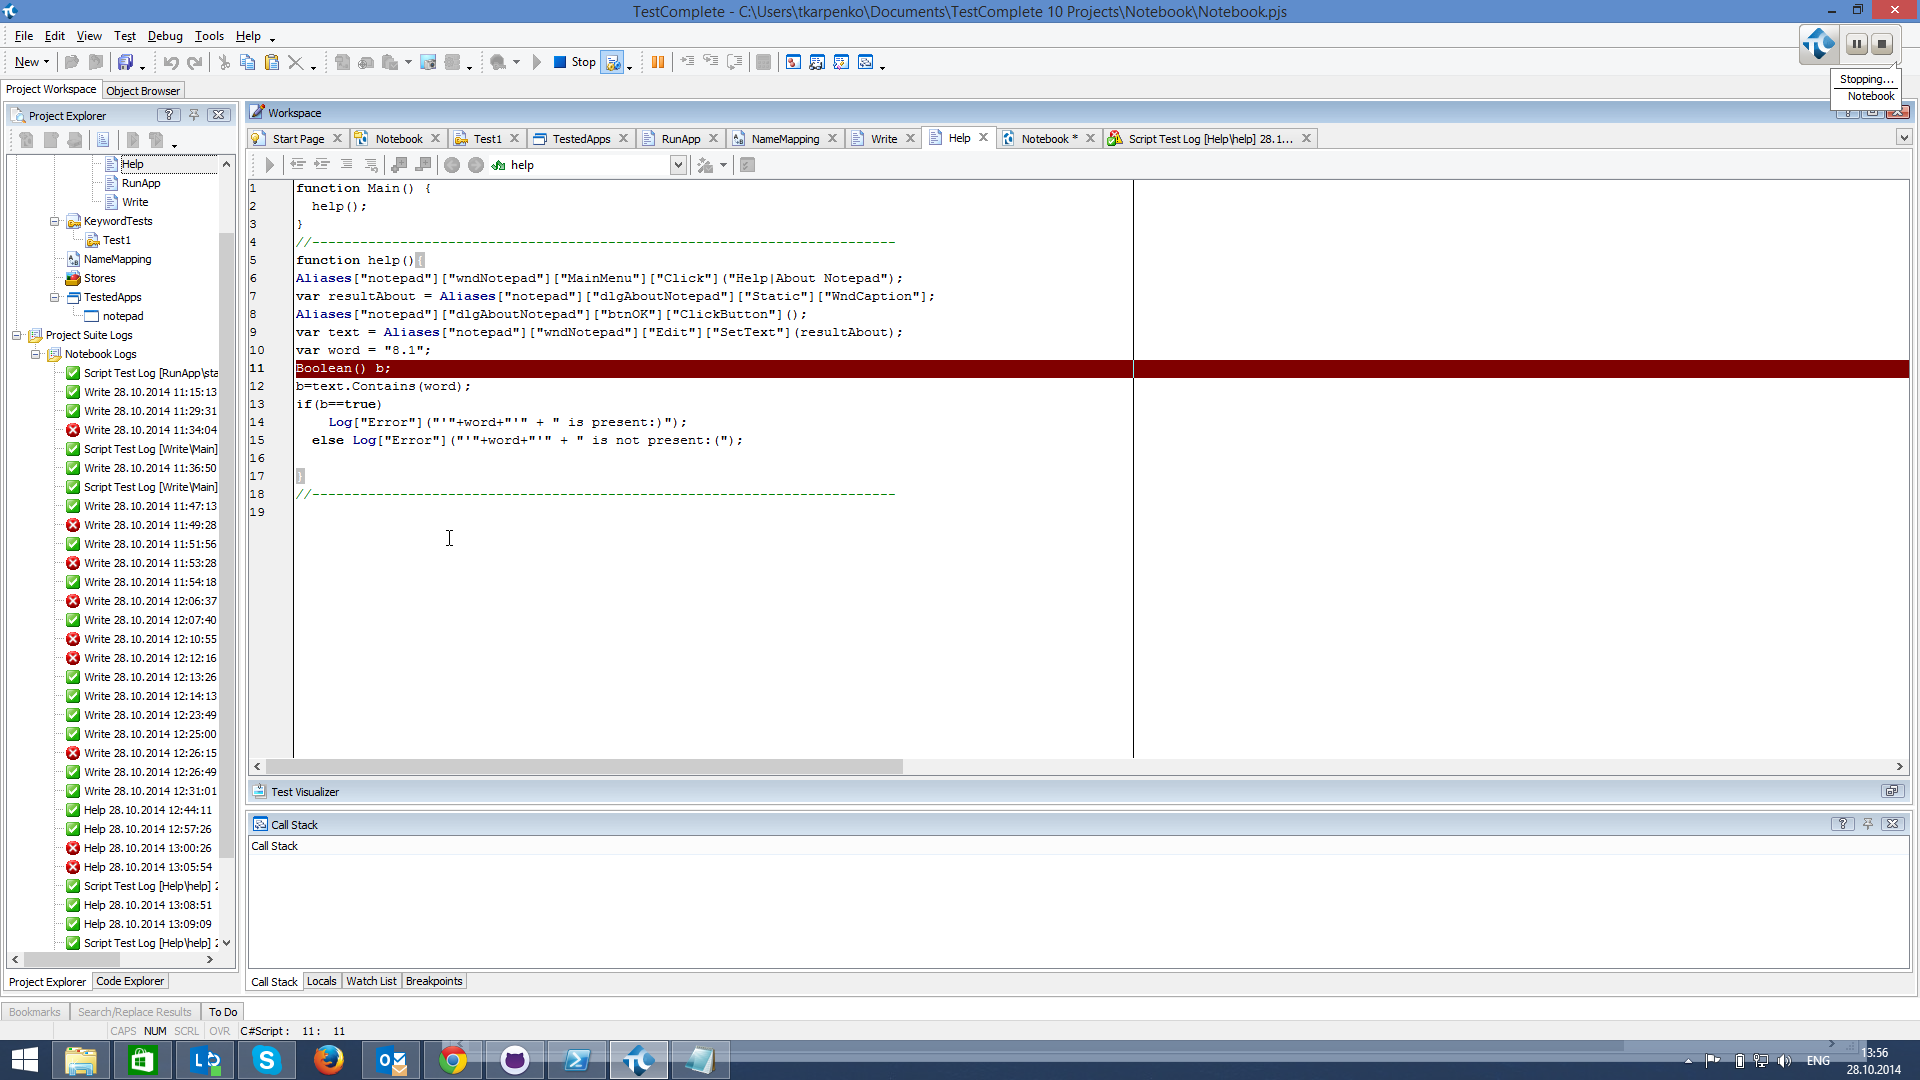 TestComplete - C:\Users\tkarpenko\Documents\TestComplete 10 Projects\Notebook\Notebook.pjs
File Edit View Test Debug Tools Help
New Stop
Stopping...
Notebook
Project Workspace Object Browser
Project Explorer
Workspace
Start Page Notebook Test1 TestedApps RunApp NameMapping Write Help Notebook * Script Test Log [Help\help] 28.1...
help
Help
RunApp
Write
KeywordTests
Test1
NameMapping
Stores
TestedApps
notepad
Project Suite Logs
Notebook Logs
Script Test Log [RunApp\sta
Write 28.10.2014 11:15:13
Write 28.10.2014 11:29:31
Write 28.10.2014 11:34:04
Script Test Log [Write\Main]
Write 28.10.2014 11:36:50
Script Test Log [Write\Main]
Write 28.10.2014 11:47:13
Write 28.10.2014 11:49:28
Write 28.10.2014 11:51:56
Write 28.10.2014 11:53:28
Write 28.10.2014 11:54:18
Write 28.10.2014 12:06:37
Write 28.10.2014 12:07:40
Write 28.10.2014 12:10:55
Write 28.10.2014 12:12:16
Write 28.10.2014 12:13:26
Write 28.10.2014 12:14:13
Write 28.10.2014 12:23:49
Write 28.10.2014 12:25:00
Write 28.10.2014 12:26:15
Write 28.10.2014 12:26:49
Write 28.10.2014 12:31:01
Help 28.10.2014 12:44:11
Help 28.10.2014 12:57:26
Help 28.10.2014 13:00:26
Help 28.10.2014 13:05:54
Script Test Log [Help\help] 2
Help 28.10.2014 13:08:51
Help 28.10.2014 13:09:09
Script Test Log [Help\help] 2
Project Explorer Code Explorer
1 function Main() {
2 help();
3 }
4 //-------------------------------------------------------------------------
5 function help(){
6 Aliases["notepad"]["wndNotepad"]["MainMenu"]["Click"]("Help|About Notepad");
7 var resultAbout = Aliases["notepad"]["dlgAboutNotepad"]["Static"]["WndCaption"];
8 Aliases["notepad"]["dlgAboutNotepad"]["btnOK"]["ClickButton"]();
9 var text = Aliases["notepad"]["wndNotepad"]["Edit"]["SetText"](resultAbout);
10 var word = "8.1";
11 Boolean() b;
12 b=text.Contains(word);
13 if(b==true)
14 Log["Error"]("'"+word+"'" + " is present:)");
15 else Log["Error"]("'"+word+"'" + " is not present:(");
16
17 }
18 //-------------------------------------------------------------------------
19
Test Visualizer
Call Stack
Call Stack
Call Stack Locals Watch List Breakpoints
Bookmarks Search/Replace Results To Do
CAPS NUM SCRL OVR C#Script : 11 : 11
ENG
13:56
28.10.2014